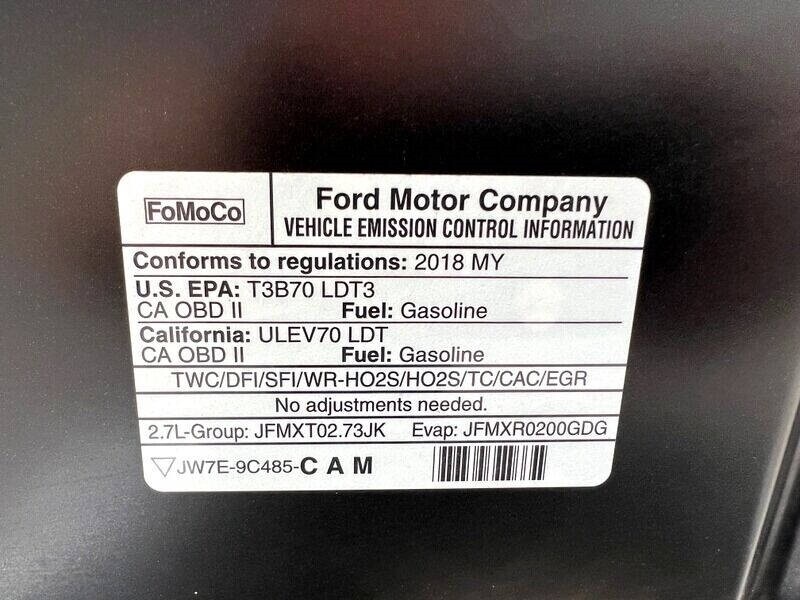 FoMoCo
Ford Motor Company
VEHICLE EMISSION CONTROL INFORMATION
Conforms to regulations: 2018 MY
U.S. EPA: T3B70 LDT3
CA OBD II Fuel: Gasoline
California: ULEV70 LDT
CA OBD II Fuel: Gasoline
TWC/DFI/SFI/WR-HO2S/HO2S/TC/CAC/EGR
No adjustments needed.
2.7L-Group: JFMXT02.73JK Evap: JFMXR0200GDG
▽JW7E-9C485-C A M